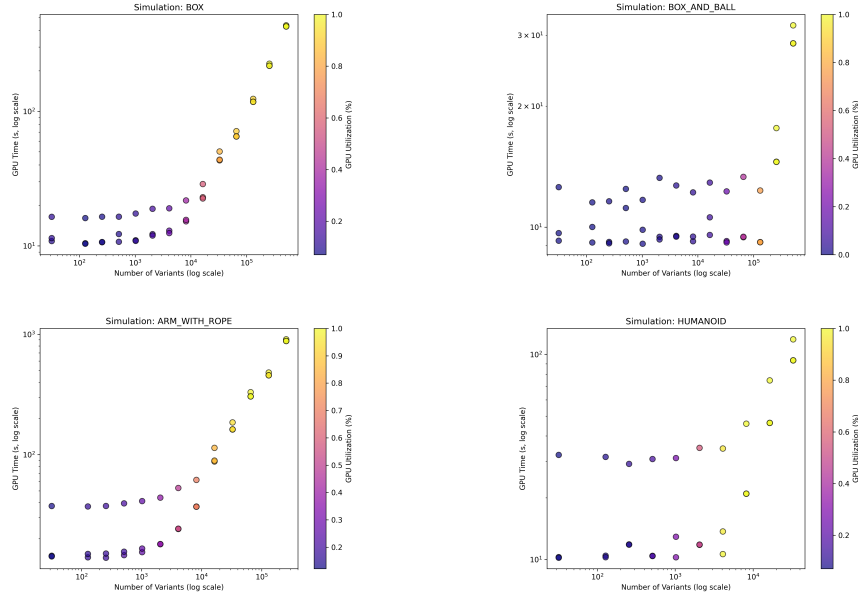 Simulation: BOX
GPU Time (s, log scale)
10²
10¹
10²
10³
10⁴
10⁵
Number of Variants (log scale)
1.0
0.8
0.6
0.4
0.2
GPU Utilization (%)
Simulation: BOX_AND_BALL
GPU Time (s, log scale)
3 × 10¹
2 × 10¹
10¹
10²
10³
10⁴
10⁵
Number of Variants (log scale)
1.0
0.8
0.6
0.4
0.2
0.0
GPU Utilization (%)
Simulation: ARM_WITH_ROPE
GPU Time (s, log scale)
10³
10²
10²
10³
10⁴
10⁵
Number of Variants (log scale)
1.0
0.9
0.8
0.7
0.6
0.5
0.4
0.3
0.2
GPU Utilization (%)
Simulation: HUMANOID
GPU Time (s, log scale)
10²
10¹
10²
10³
10⁴
Number of Variants (log scale)
1.0
0.8
0.6
0.4
0.2
GPU Utilization (%)